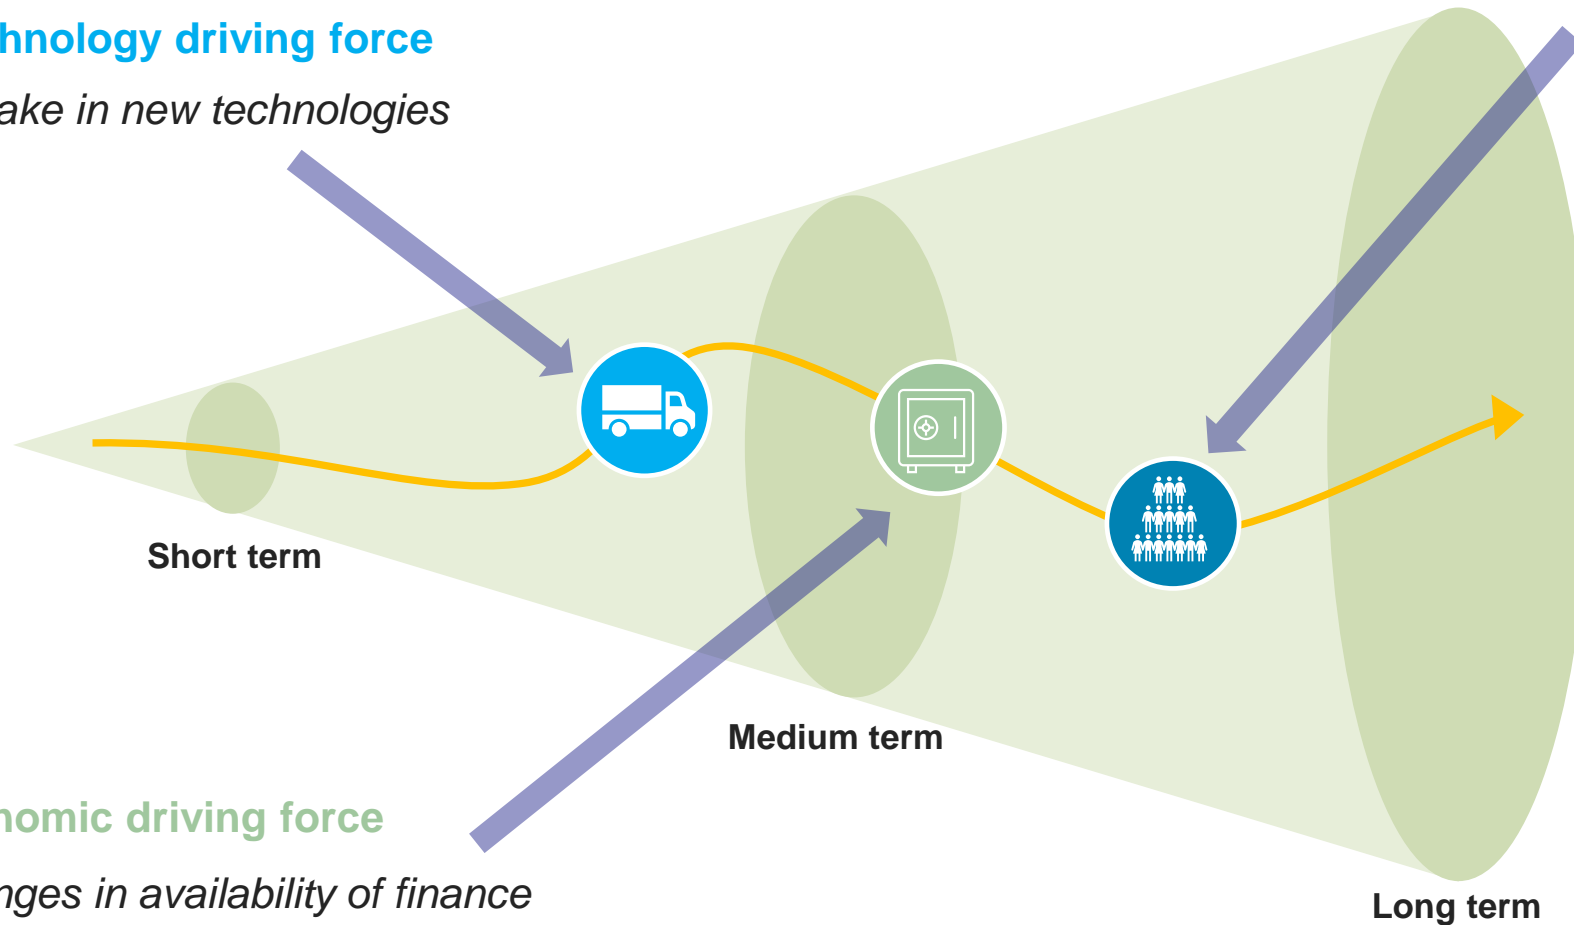 hnology driving force
ake in new technologies
Short term
Medium term
nomic driving force
nges in availability of finance
Long term